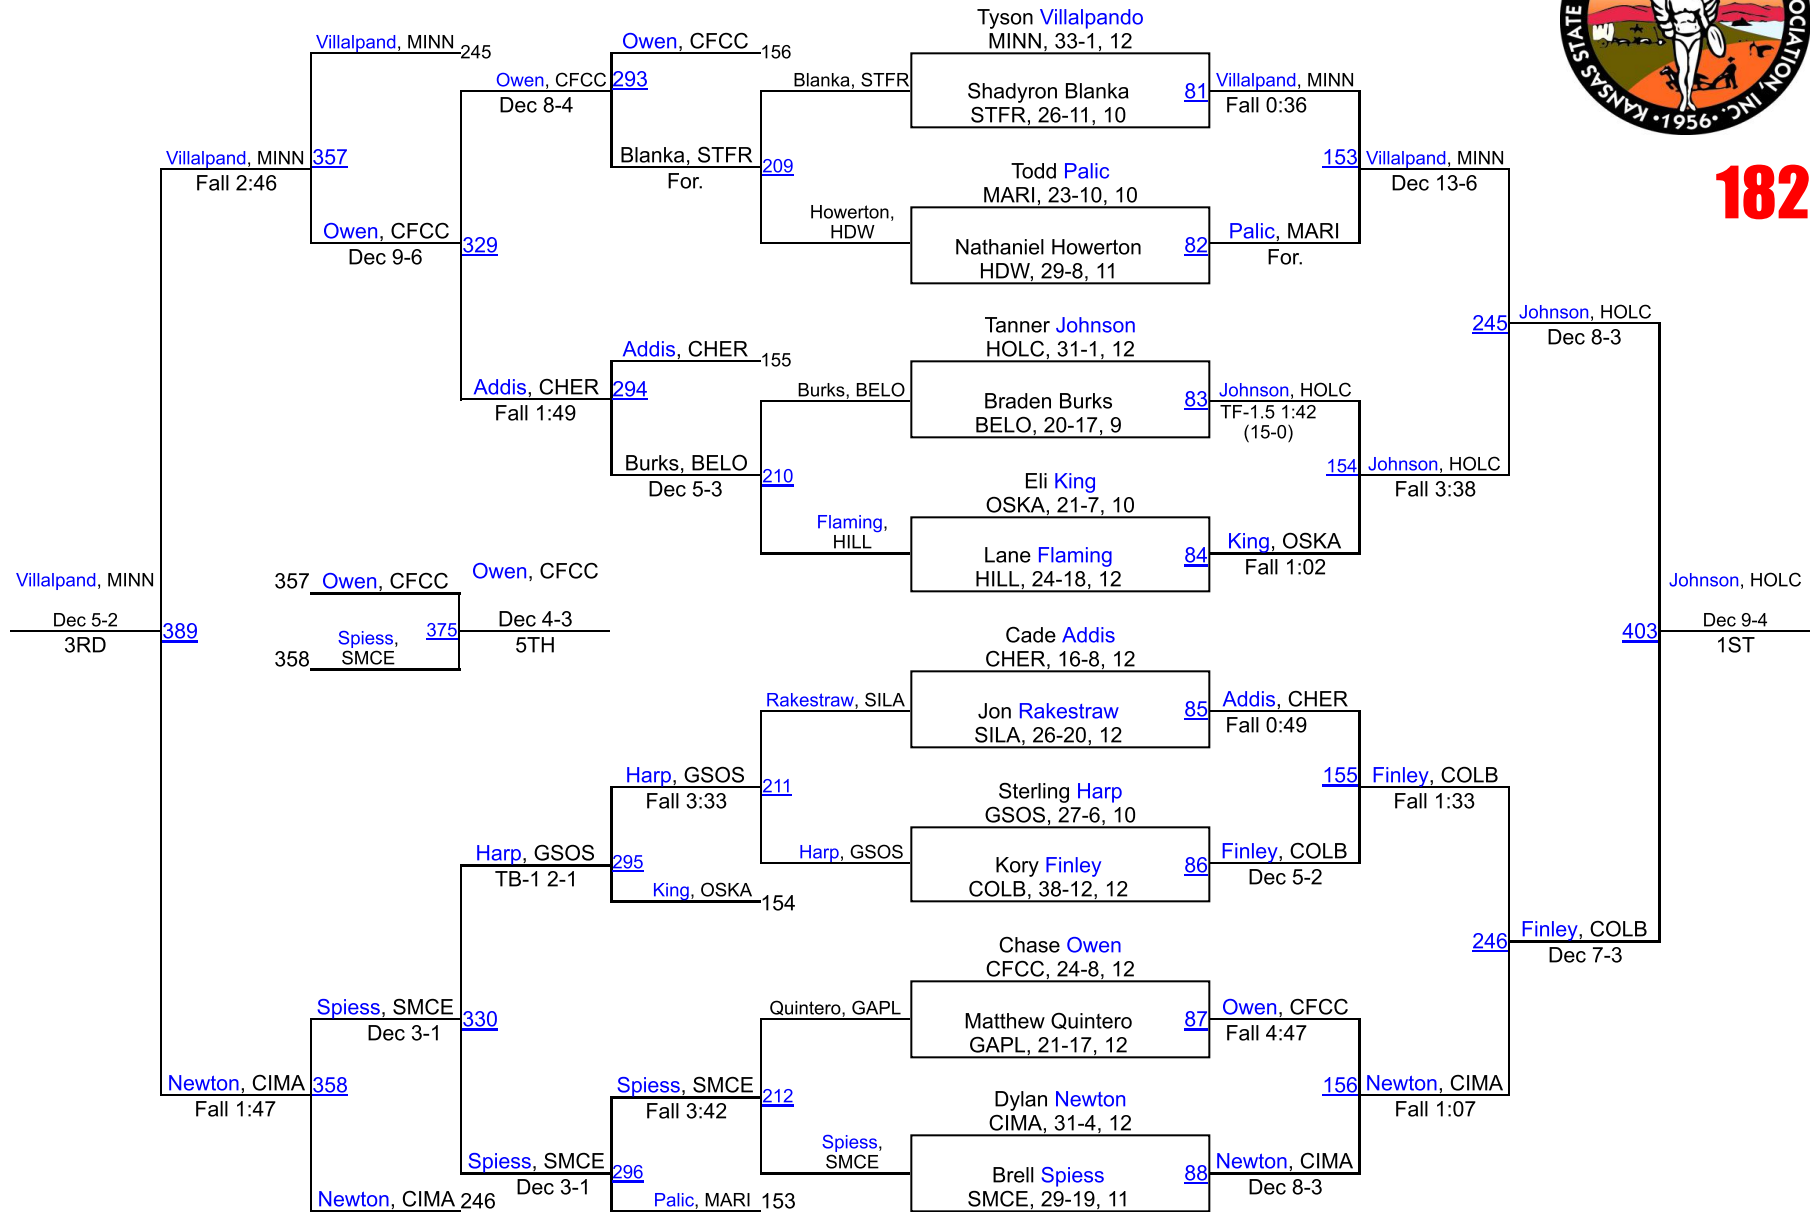 Tyson Villalpando
MINN, 33-1, 12
Villalpand, MINN
245
Owen, CFCC
156
KANSAS STATE
OCIATION, INC.
•1956•
Owen, CFCC
293
Dec 8-4
Blanka, STFR
Shadyron Blanka
STFR, 26-11, 10
81
Villalpand, MINN
Fall 0:36
Villalpand, MINN
357
Fall 2:46
Blanka, STFR
For.
209
Todd Palic
MARI, 23-10, 10
153
Villalpand, MINN
Dec 13-6
182
Owen, CFCC
Dec 9-6
329
Howerton,
HDW
Nathaniel Howerton
HDW, 29-8, 11
82
Palic, MARI
For.
Tanner Johnson
HOLC, 31-1, 12
245
Johnson, HOLC
Dec 8-3
Addis, CHER
155
Addis, CHER
294
Fall 1:49
Burks, BELO
Braden Burks
BELO, 20-17, 9
83
Johnson, HOLC
TF-1.5 1:42
(15-0)
Burks, BELO
Dec 5-3
210
Eli King
OSKA, 21-7, 10
154
Johnson, HOLC
Fall 3:38
Flaming,
HILL
Lane Flaming
HILL, 24-18, 12
84
King, OSKA
Fall 1:02
Villalpand, MINN
Dec 5-2
3RD
389
357
Owen, CFCC
358
Spiess,
SMCE
375
Owen, CFCC
Dec 4-3
5TH
Cade Addis
CHER, 16-8, 12
403
Johnson, HOLC
Dec 9-4
1ST
Rakestraw, SILA
Jon Rakestraw
SILA, 26-20, 12
85
Addis, CHER
Fall 0:49
Harp, GSOS
Fall 3:33
211
Sterling Harp
GSOS, 27-6, 10
155
Finley, COLB
Fall 1:33
Harp, GSOS
TB-1 2-1
295
King, OSKA
154
Harp, GSOS
Kory Finley
COLB, 38-12, 12
86
Finley, COLB
Dec 5-2
Chase Owen
CFCC, 24-8, 12
246
Finley, COLB
Dec 7-3
Spiess, SMCE
Dec 3-1
330
Quintero, GAPL
Matthew Quintero
GAPL, 21-17, 12
87
Owen, CFCC
Fall 4:47
Newton, CIMA
358
Fall 1:47
Spiess, SMCE
Fall 3:42
212
Dylan Newton
CIMA, 31-4, 12
156
Newton, CIMA
Fall 1:07
Spiess, SMCE
Dec 3-1
296
Spiess,
SMCE
Brell Spiess
SMCE, 29-19, 11
88
Newton, CIMA
Dec 8-3
Newton, CIMA
246
Palic, MARI
153